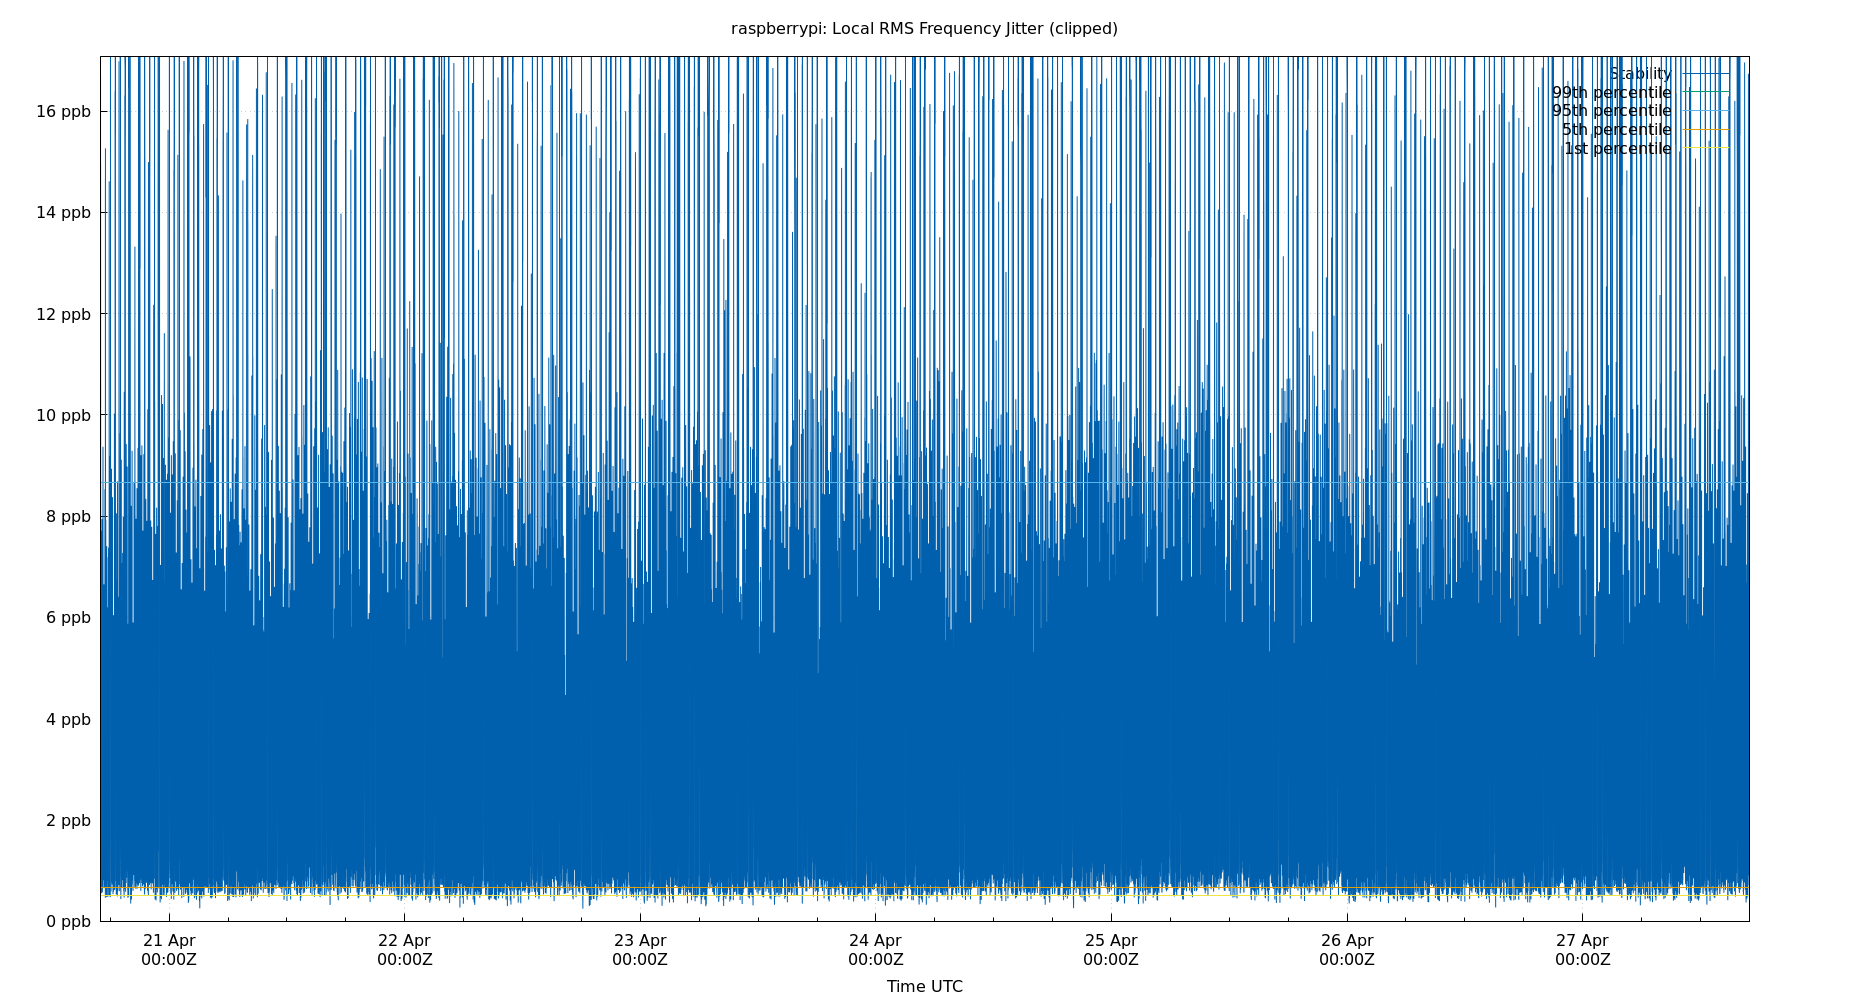 raspberrypi: Local RMS Frequency Jitter (clipped)
Stability
99th percentile
95th percentile
5th percentile
1st percentile
16 ppb
14 ppb
12 ppb
10 ppb
8 ppb
6 ppb
4 ppb
2 ppb
0 ppb
21 Apr 22 Apr 23 Apr 24 Apr 25 Apr 26 Apr 27 Apr
00:00Z 00:00Z 00:00Z 00:00Z 00:00Z 00:00Z 00:00Z
Time UTC